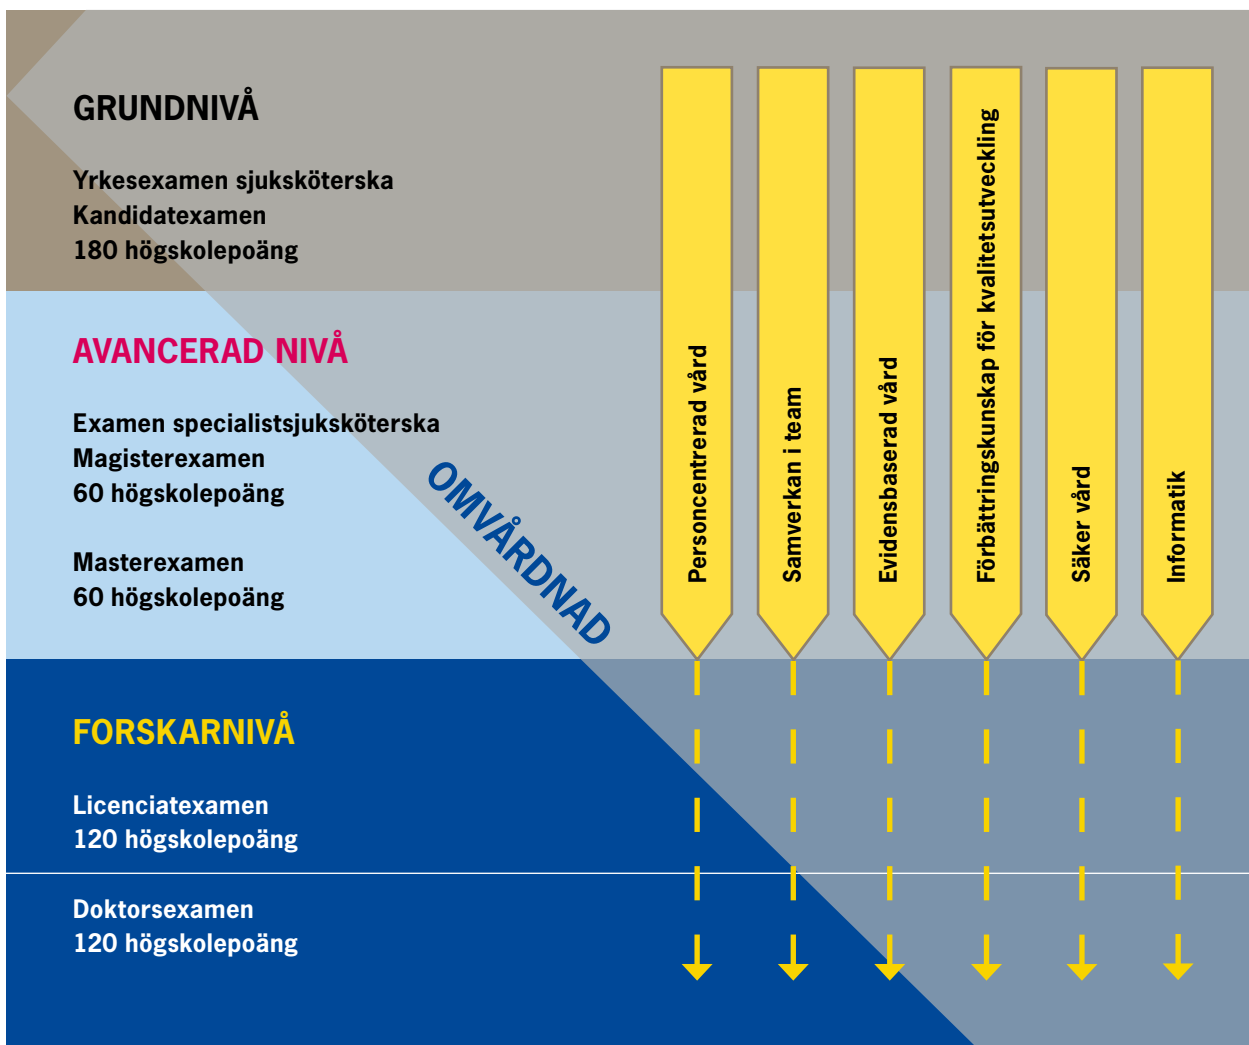 GRUNDNIVÅ
Yrkesexamen sjuksköterska
Kandidatexamen
180 högskolepoäng
AVANCERAD NIVÅ
Examen specialistsjuksköterska
Magisterexamen
60 högskolepoäng
Masterexamen
60 högskolepoäng
OMVÅRDNAD
FORSKARNIVÅ
Licenciatexamen
120 högskolepoäng
Doktorsexamen
120 högskolepoäng
Personcentrerad vård
Samverkan i team
Evidensbaserad vård
Förbättringskunskap för kvalitetsutveckling
Säker vård
Informatik